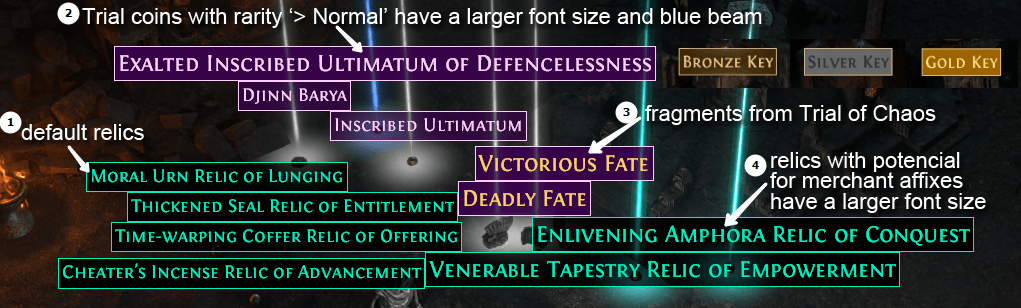 2 Trial coins with rarity ‘> Normal’ have a larger font size and blue beam
Exalted Inscribed Ultimatum of Defencelessness
Bronze Key
Silver Key
Gold Key
Djinn Barya
Inscribed Ultimatum
3 fragments from Trial of Chaos
1 default relics
Victorious Fate
Deadly Fate
4 relics with potencial
for merchant affixes
have a larger font size
Moral Urn Relic of Lunging
Thickened Seal Relic of Entitlement
Time-warping Coffer Relic of Offering
Enlivening Amphora Relic of Conquest
Cheater's Incense Relic of Advancement
Venerable Tapestry Relic of Empowerment